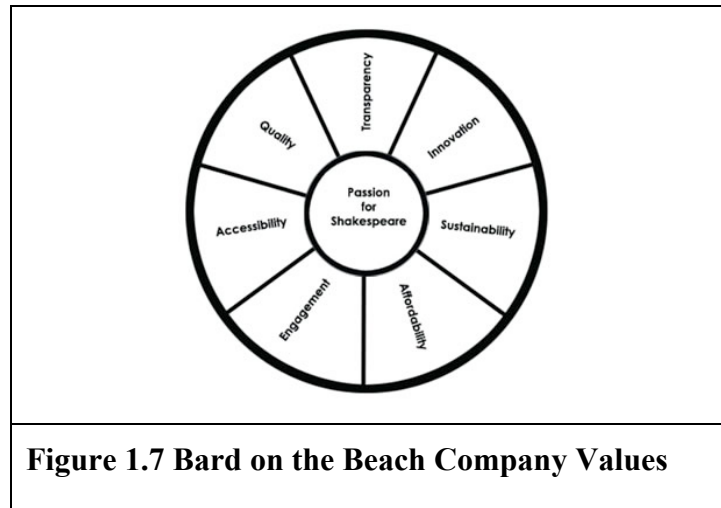 Transparency
Innovation
Sustainability
Affordability
Engagement
Accessibility
Quality
Passion
for
Shakespeare
Figure 1.7 Bard on the Beach Company Values